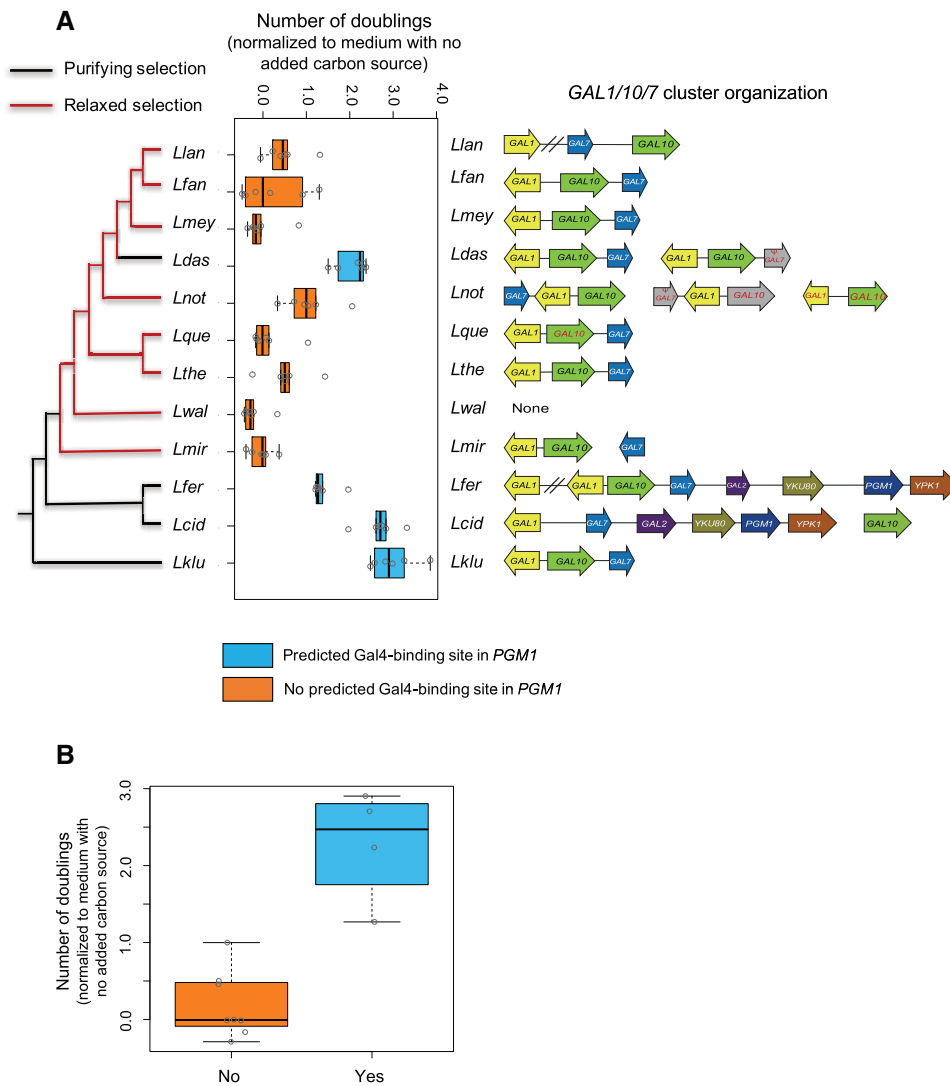 A
Number of doublings
(normalized to medium with no
added carbon source)
Purifying selection
Relaxed selection
0.0 1.0 2.0 3.0 4.0
GAL1/10/7 cluster organization
Llan Llan GAL1 GAL7 GAL10
Lfan Lfan GAL1 GAL10 GAL7
Lmey Lmey GAL1 GAL10 GAL7
Ldas Ldas GAL1 GAL10 GAL7 GAL1 GAL10 Ψ GAL7
Lnot Lnot GAL7 GAL1 GAL10 Ψ GAL7 GAL1 GAL10 GAL1 GAL10
Lque Lque GAL1 GAL10 GAL7
Lthe Lthe GAL1 GAL10 GAL7
Lwal Lwal None
Lmir Lmir GAL1 GAL10 GAL7
Lfer Lfer GAL1 GAL1 GAL10 GAL7 GAL2 YKU80 PGM1 YPK1
Lcid Lcid GAL1 GAL7 GAL2 YKU80 PGM1 YPK1 GAL10
Lklu Lklu GAL1 GAL10 GAL7
Predicted Gal4-binding site in PGM1
No predicted Gal4-binding site in PGM1
B
Number of doublings
(normalized to medium with
no added carbon source)
3.0
2.0
1.0
0.0
No Yes